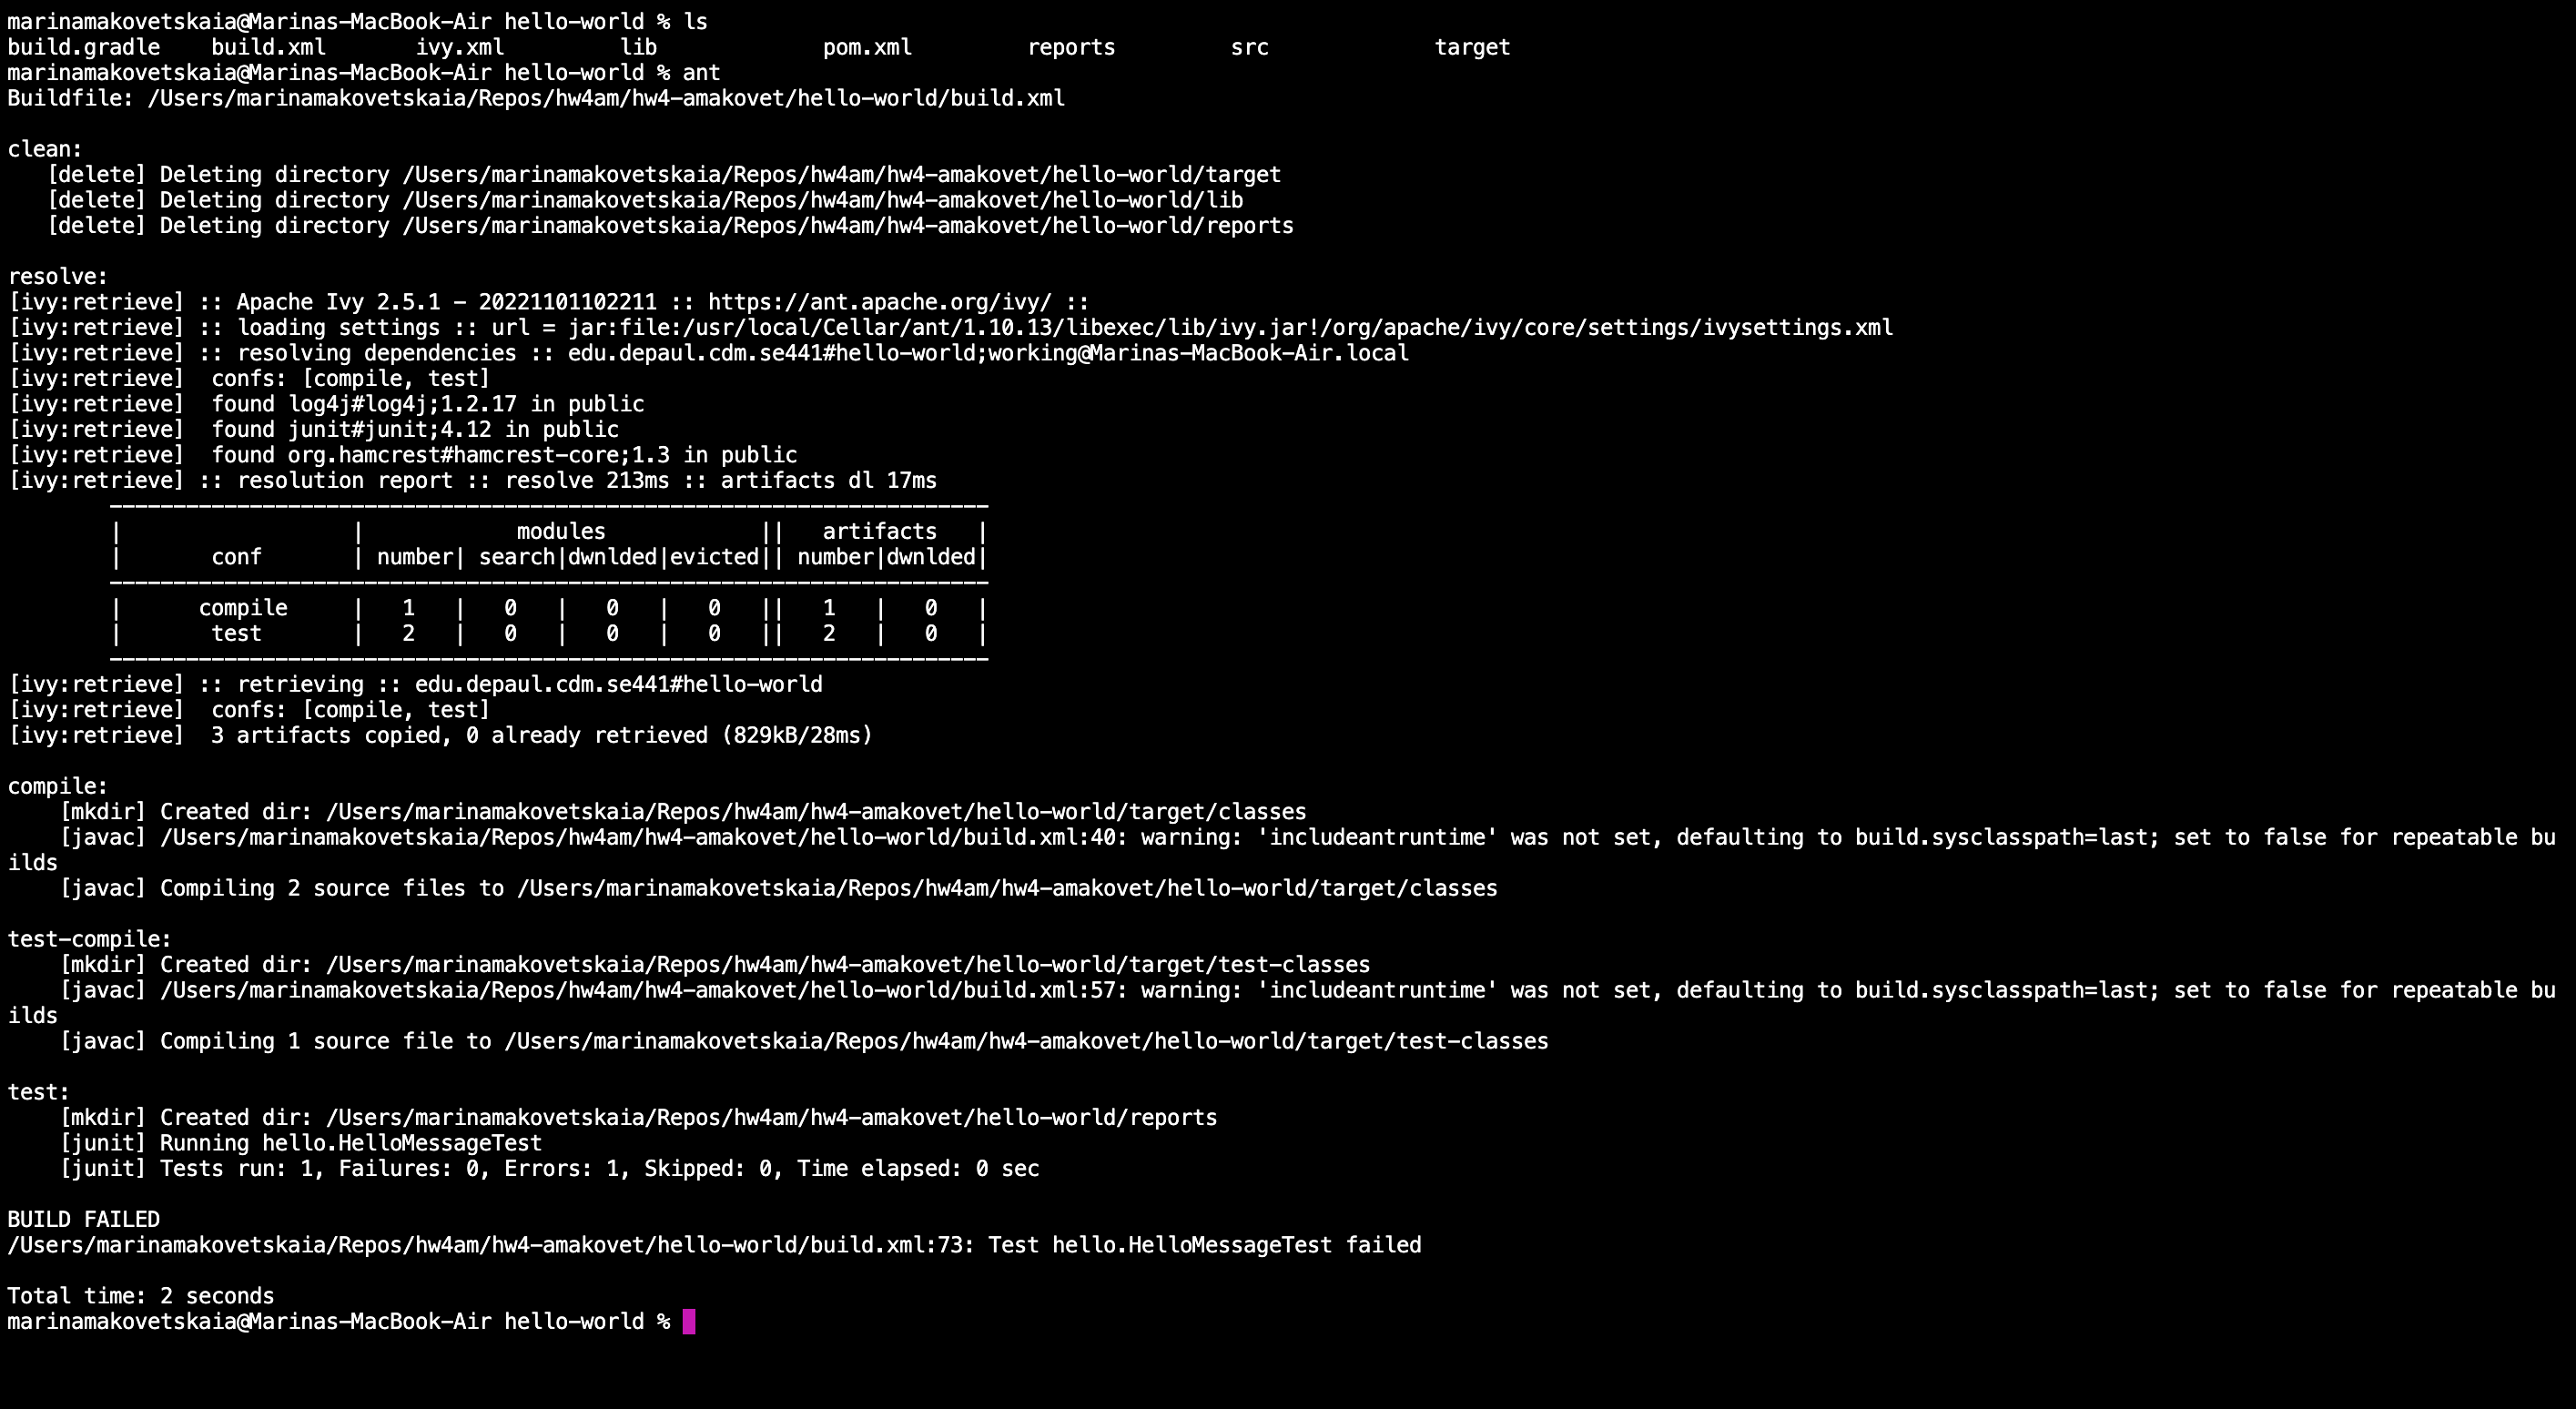 marinamakovetskaia@Marinas-MacBook-Air hello-world % ls
build.gradle    build.xml       ivy.xml         lib             pom.xml         reports         src             target
marinamakovetskaia@Marinas-MacBook-Air hello-world % ant
Buildfile: /Users/marinamakovetskaia/Repos/hw4am/hw4-amakovet/hello-world/build.xml

clean:
   [delete] Deleting directory /Users/marinamakovetskaia/Repos/hw4am/hw4-amakovet/hello-world/target
   [delete] Deleting directory /Users/marinamakovetskaia/Repos/hw4am/hw4-amakovet/hello-world/lib
   [delete] Deleting directory /Users/marinamakovetskaia/Repos/hw4am/hw4-amakovet/hello-world/reports

resolve:
[ivy:retrieve] :: Apache Ivy 2.5.1 - 20221101102211 :: https://ant.apache.org/ivy/ ::
[ivy:retrieve] :: loading settings :: url = jar:file:/usr/local/Cellar/ant/1.10.13/libexec/lib/ivy.jar!/org/apache/ivy/core/settings/ivysettings.xml
[ivy:retrieve] :: resolving dependencies :: edu.depaul.cdm.se441#hello-world;working@Marinas-MacBook-Air.local
[ivy:retrieve]  confs: [compile, test]
[ivy:retrieve]  found log4j#log4j;1.2.17 in public
[ivy:retrieve]  found junit#junit;4.12 in public
[ivy:retrieve]  found org.hamcrest#hamcrest-core;1.3 in public
[ivy:retrieve] :: resolution report :: resolve 213ms :: artifacts dl 17ms
        ---------------------------------------------------------------------
        |                  |            modules            ||   artifacts   |
        |       conf       | number| search|dwnlded|evicted|| number|dwnlded|
        ---------------------------------------------------------------------
        |      compile     |   1   |   0   |   0   |   0   ||   1   |   0   |
        |       test       |   2   |   0   |   0   |   0   ||   2   |   0   |
        ---------------------------------------------------------------------
[ivy:retrieve] :: retrieving :: edu.depaul.cdm.se441#hello-world
[ivy:retrieve]  confs: [compile, test]
[ivy:retrieve]  3 artifacts copied, 0 already retrieved (829kB/28ms)

compile:
    [mkdir] Created dir: /Users/marinamakovetskaia/Repos/hw4am/hw4-amakovet/hello-world/target/classes
    [javac] /Users/marinamakovetskaia/Repos/hw4am/hw4-amakovet/hello-world/build.xml:40: warning: 'includeantruntime' was not set, defaulting to build.sysclasspath=last; set to false for repeatable bu
ilds
    [javac] Compiling 2 source files to /Users/marinamakovetskaia/Repos/hw4am/hw4-amakovet/hello-world/target/classes

test-compile:
    [mkdir] Created dir: /Users/marinamakovetskaia/Repos/hw4am/hw4-amakovet/hello-world/target/test-classes
    [javac] /Users/marinamakovetskaia/Repos/hw4am/hw4-amakovet/hello-world/build.xml:57: warning: 'includeantruntime' was not set, defaulting to build.sysclasspath=last; set to false for repeatable bu
ilds
    [javac] Compiling 1 source file to /Users/marinamakovetskaia/Repos/hw4am/hw4-amakovet/hello-world/target/test-classes

test:
    [mkdir] Created dir: /Users/marinamakovetskaia/Repos/hw4am/hw4-amakovet/hello-world/reports
    [junit] Running hello.HelloMessageTest
    [junit] Tests run: 1, Failures: 0, Errors: 1, Skipped: 0, Time elapsed: 0 sec

BUILD FAILED
/Users/marinamakovetskaia/Repos/hw4am/hw4-amakovet/hello-world/build.xml:73: Test hello.HelloMessageTest failed

Total time: 2 seconds
marinamakovetskaia@Marinas-MacBook-Air hello-world %